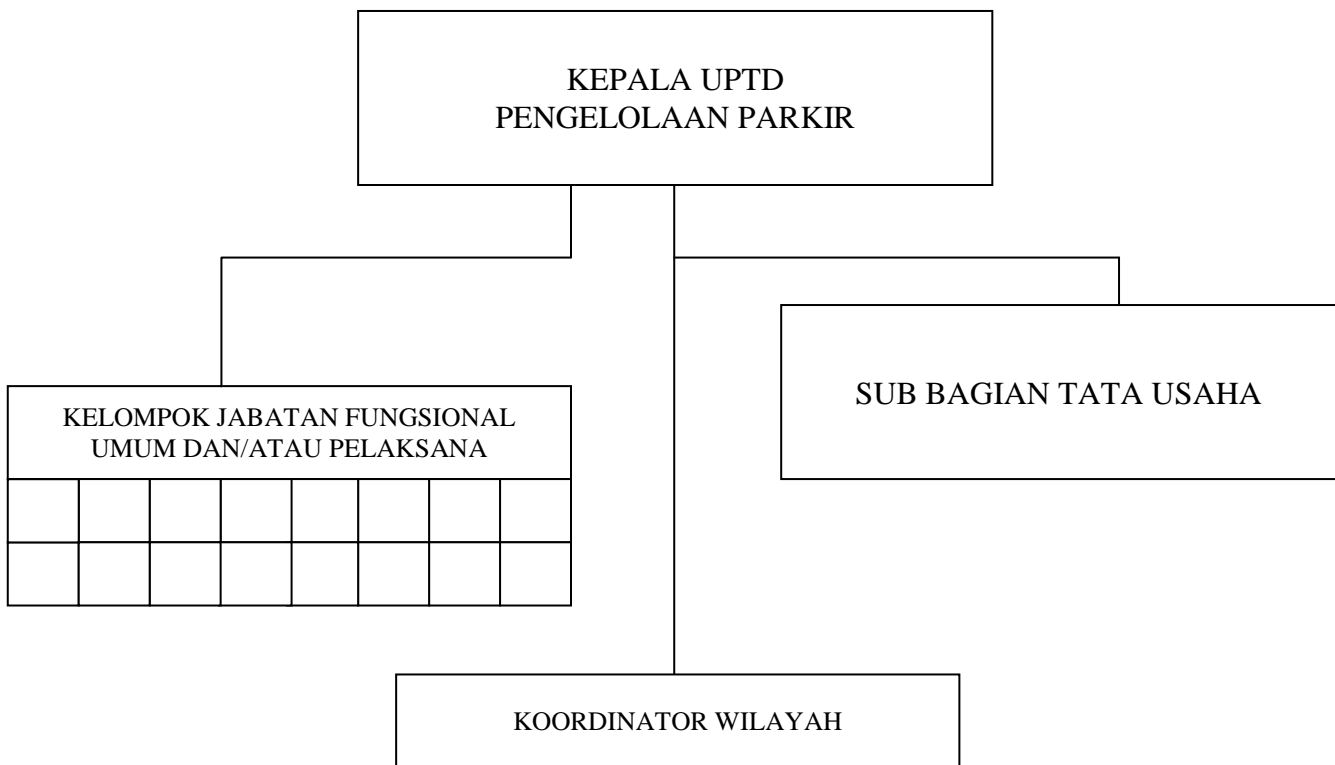 KEPALA UPTD
PENGELOLAAN PARKIR
SUB BAGIAN TATA USAHA
KELOMPOK JABATAN FUNGSIONAL
UMUM DAN/ATAU PELAKSANA
KOORDINATOR WILAYAH